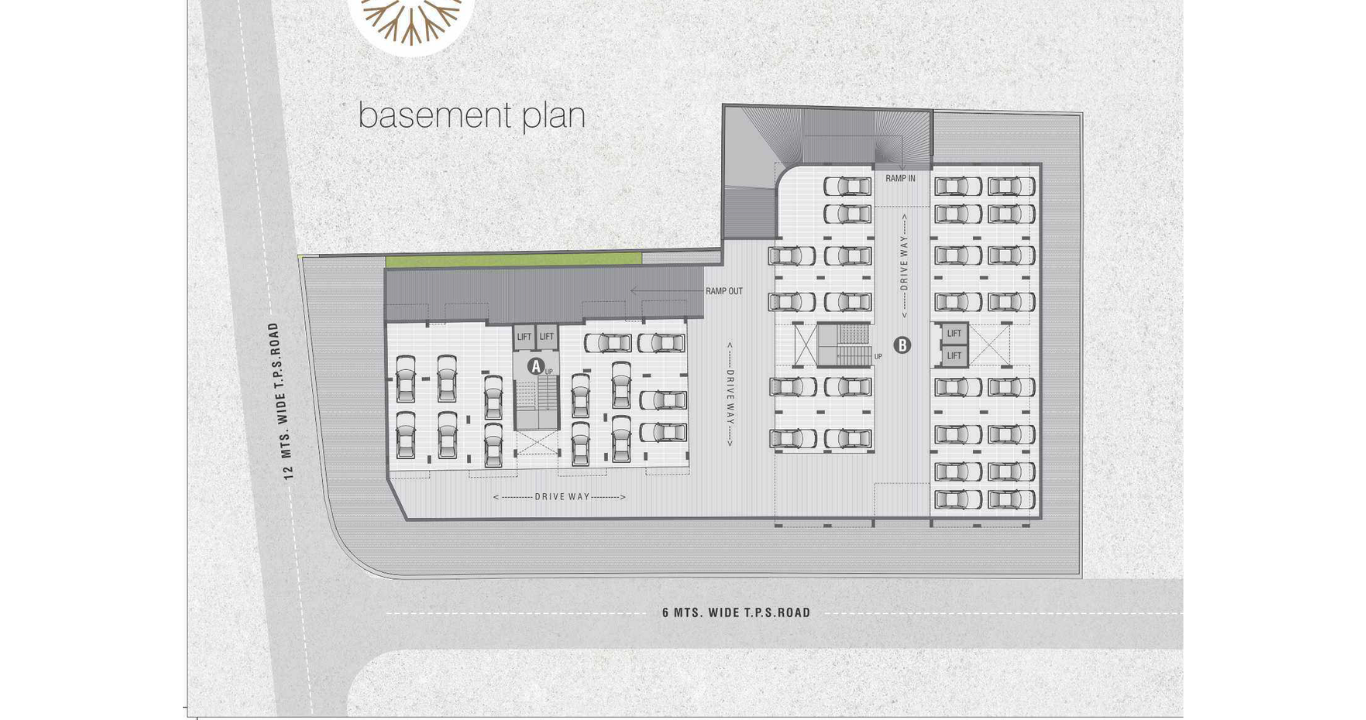 basement plan
RAMP IN
DRIVE WAY
RAMP OUT
LIFT LIFT
A
UP
DRIVE WAY
UP
B
LIFT
LIFT
DRIVE WAY
12 MTS. WIDE T.P.S.ROAD
6 MTS. WIDE T.P.S.ROAD